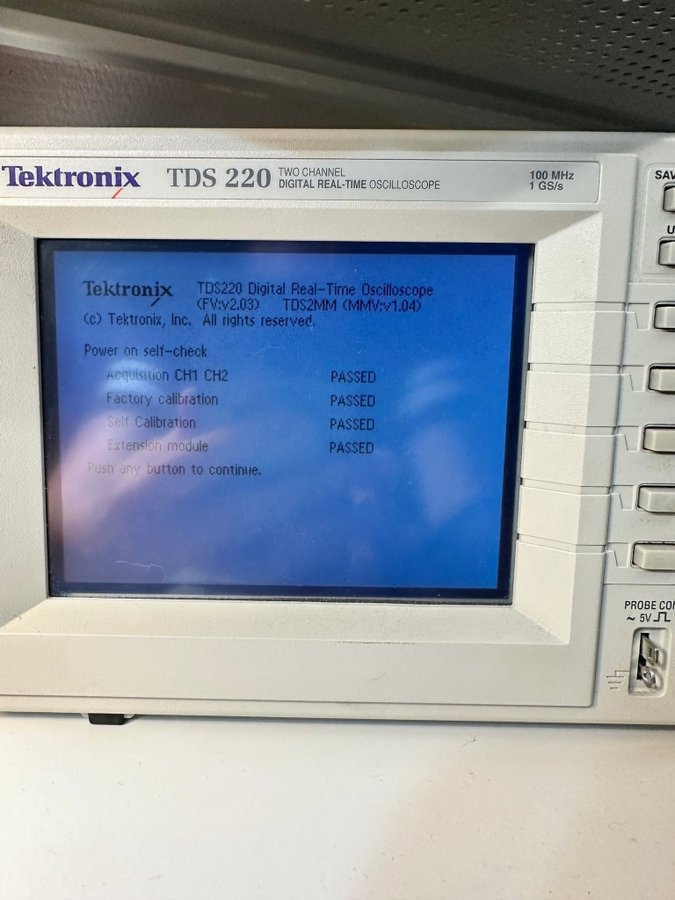 Tektronix TDS 220 TWO CHANNEL
DIGITAL REAL-TIME OSCILLOSCOPE
100 MHz
1 GS/s
Tektronix TDS220 Digital Real-Time Oscilloscope
(FV:v2.03) TDS2MM (MMV:v1.04)
(c) Tektronix, Inc. All rights reserved.
Power on self-check
Acquisition CH1 CH2 PASSED
Factory calibration PASSED
Self Calibration PASSED
Extension module PASSED
Push any button to continue.
PROBE
~ 5V